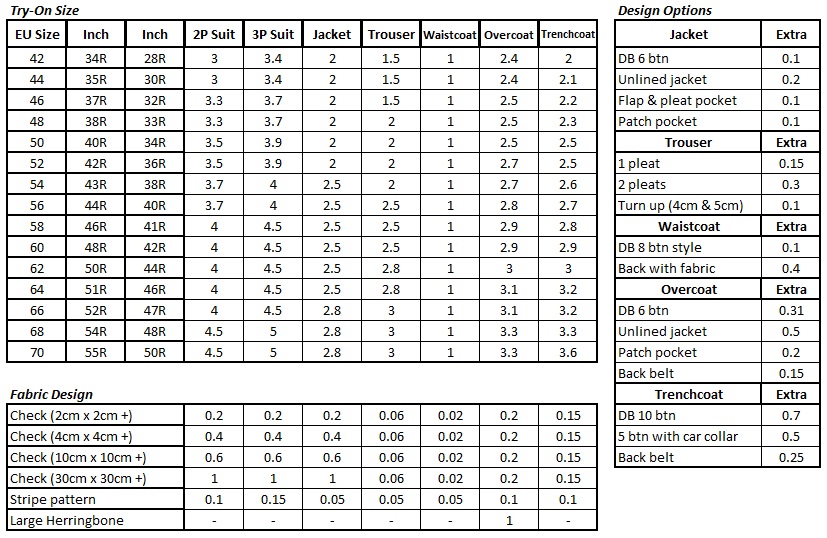 Try-On Size
EU Size Inch Inch 2P Suit 3P Suit Jacket Trouser Waistcoat Overcoat Trenchcoat
42 34R 28R 3 3.4 2 1.5 1 2.4 2
44 35R 30R 3 3.4 2 1.5 1 2.4 2.1
46 37R 32R 3.3 3.7 2 1.5 1 2.5 2.2
48 38R 33R 3.3 3.7 2 2 1 2.5 2.3
50 40R 34R 3.5 3.9 2 2 1 2.5 2.5
52 42R 36R 3.5 3.9 2 2 1 2.7 2.5
54 43R 38R 3.7 4 2.5 2 1 2.7 2.6
56 44R 40R 3.7 4 2.5 2.5 1 2.8 2.7
58 46R 41R 4 4.5 2.5 2.5 1 2.9 2.8
60 48R 42R 4 4.5 2.5 2.5 1 2.9 2.9
62 50R 44R 4 4.5 2.5 2.8 1 3 3
64 51R 46R 4 4.5 2.5 2.8 1 3.1 3.2
66 52R 47R 4 4.5 2.8 3 1 3.1 3.2
68 54R 48R 4.5 5 2.8 3 1 3.3 3.3
70 55R 50R 4.5 5 2.8 3 1 3.3 3.6
Fabric Design
Check (2cm x 2cm +) 0.2 0.2 0.2 0.06 0.02 0.2 0.15
Check (4cm x 4cm +) 0.4 0.4 0.4 0.06 0.02 0.2 0.15
Check (10cm x 10cm +) 0.6 0.6 0.6 0.06 0.02 0.2 0.15
Check (30cm x 30cm +) 1 1 1 0.06 0.02 0.2 0.15
Stripe pattern 0.1 0.15 0.05 0.05 0.05 0.1 0.1
Large Herringbone - - - - - 1 -
Design Options
Jacket Extra
DB 6 btn 0.1
Unlined jacket 0.2
Flap & pleat pocket 0.1
Patch pocket 0.1
Trouser Extra
1 pleat 0.15
2 pleats 0.3
Turn up (4cm & 5cm) 0.1
Waistcoat Extra
DB 8 btn style 0.1
Back with fabric 0.4
Overcoat Extra
DB 6 btn 0.31
Unlined jacket 0.5
Patch pocket 0.2
Back belt 0.15
Trenchcoat Extra
DB 10 btn 0.7
5 btn with car collar 0.5
Back belt 0.25